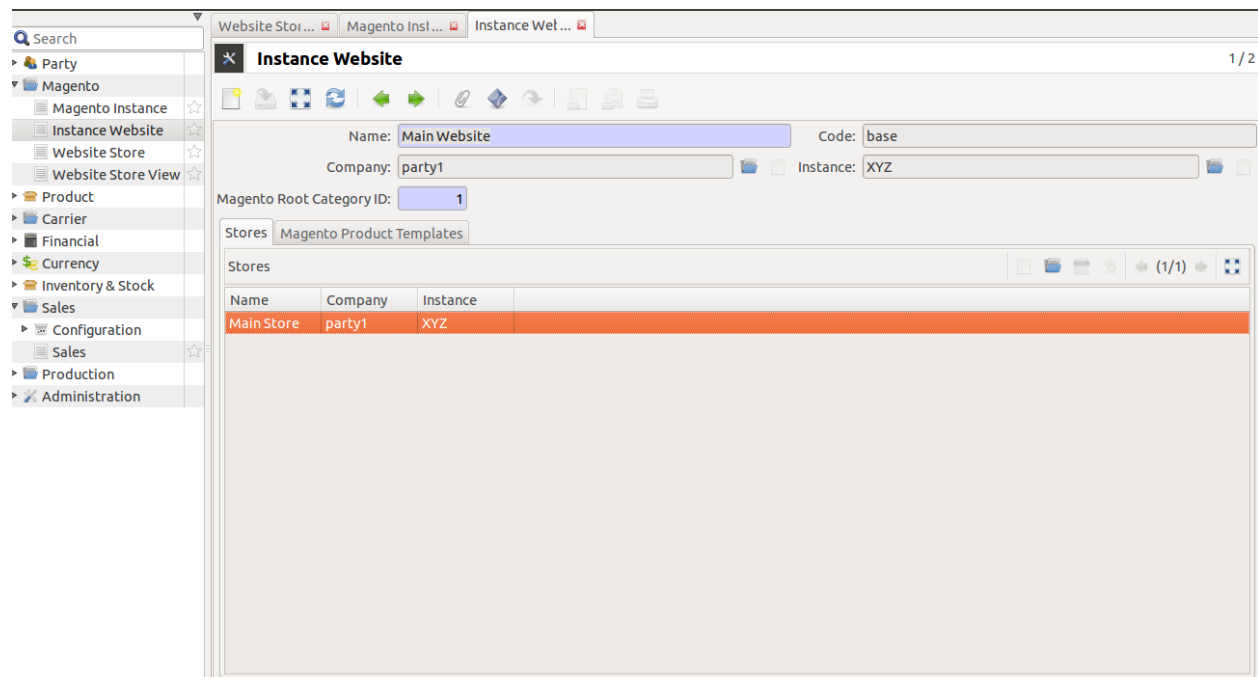 Website Stor...
Magento Inst...
Instance Wet ...
Search
Party
Magento
Magento Instance
Instance Website
Website Store
Website Store View
Product
Carrier
Financial
Currency
Inventory & Stock
Sales
Configuration
Sales
Production
Administration
Instance Website
1 / 2
Name: Main Website Code: base
Company: party1 Instance: XYZ
Magento Root Category ID: 1
Stores Magento Product Templates
Stores (1/1)
Name Company Instance
Main Store party1 XYZ